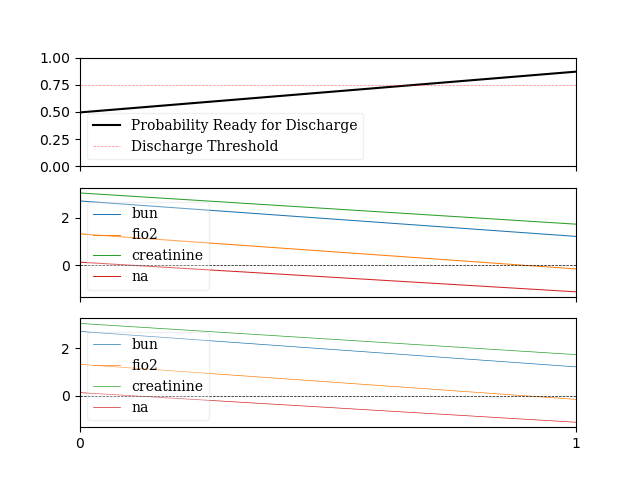 1.00
0.75
0.50
0.25
0.00
Probability Ready for Discharge
Discharge Threshold
2
0
bun
fio2
creatinine
na
2
0
bun
fio2
creatinine
na
0 1